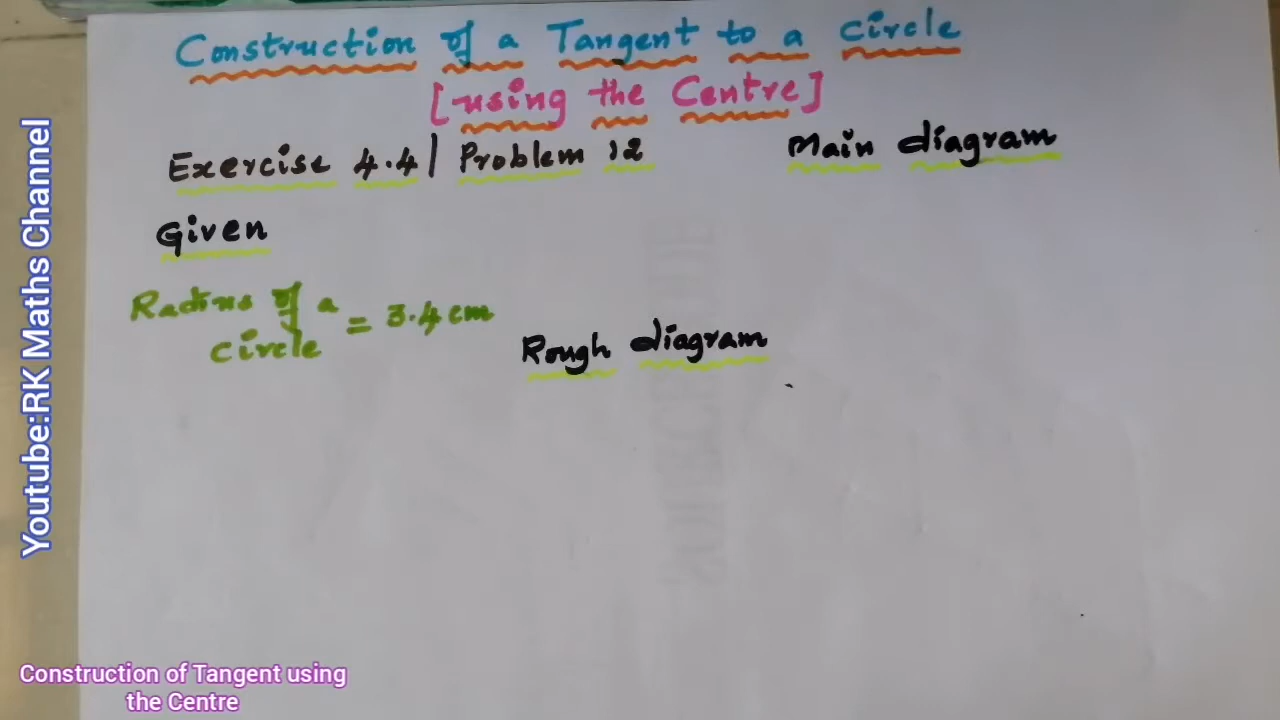 Construction of a Tangent to a circle
[using the Centre]
Exercise 4.4| Problem 12
Main diagram
Given
Radius of a
circle = 3.4 cm
Rough diagram
Youtube:RK Maths Channel
Construction of Tangent using
the Centre